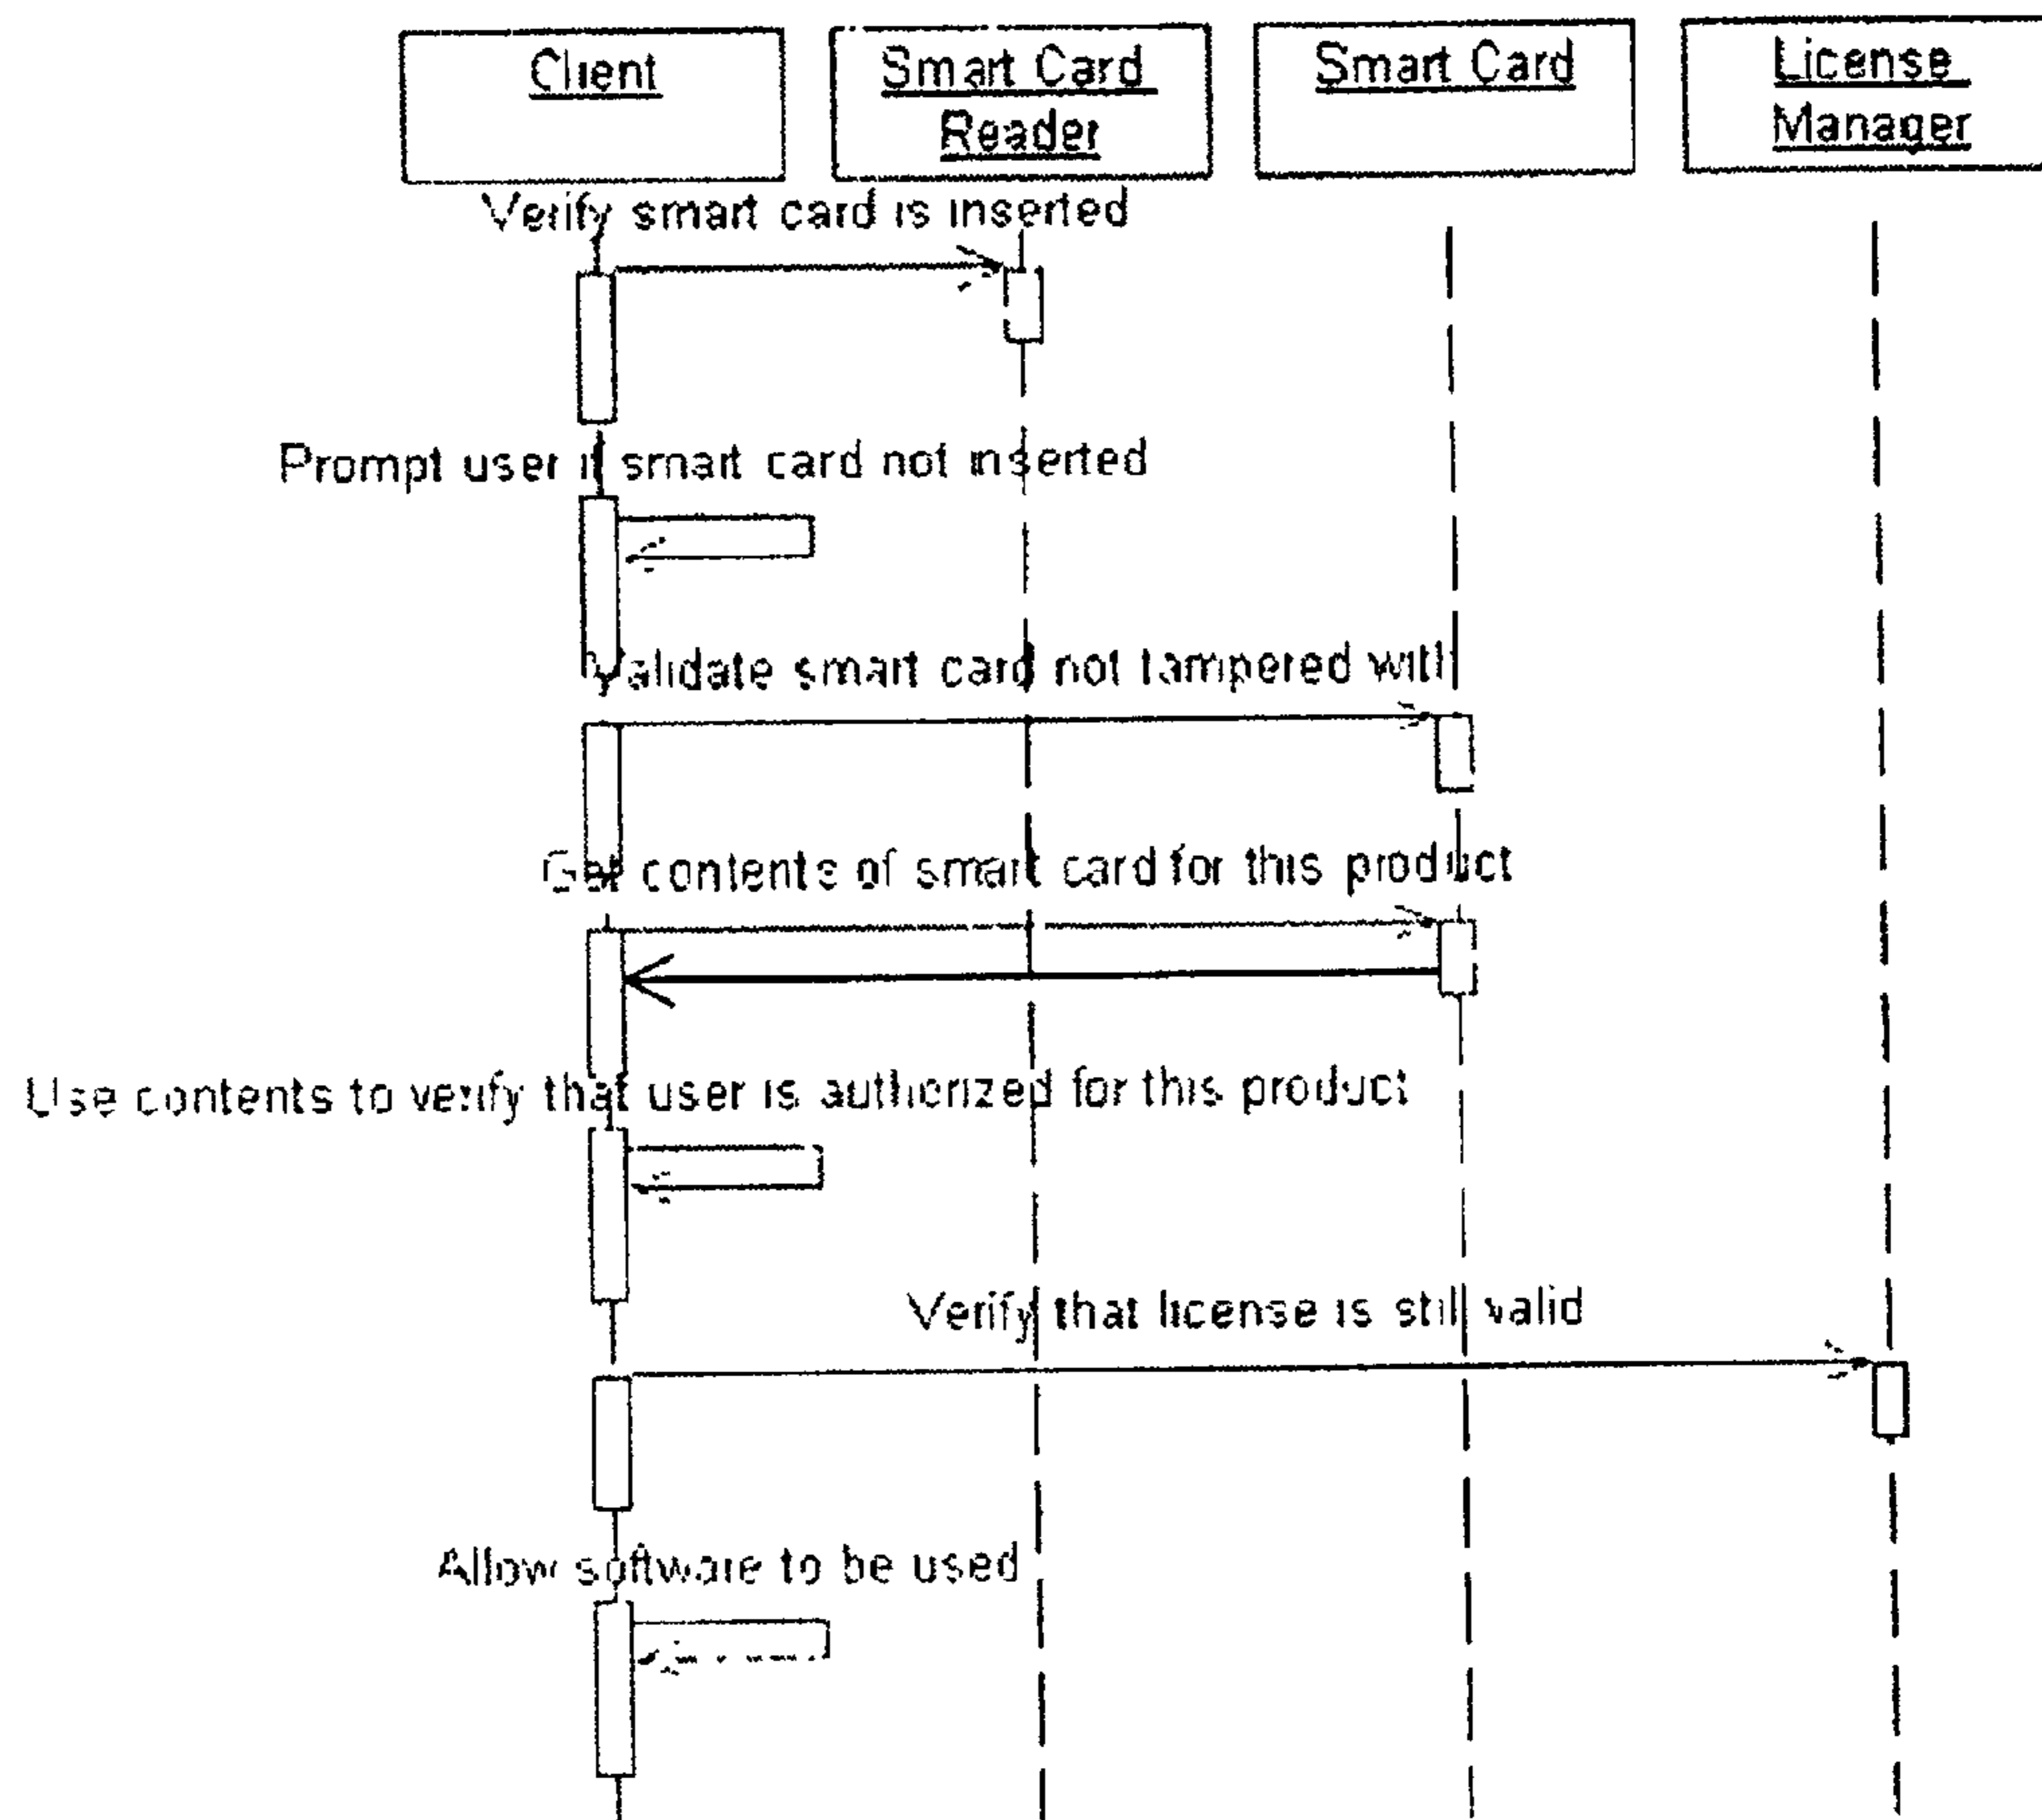 Client
Smart Card
Reader
Smart Card
License
Manager
Verify smart card is inserted
Prompt user if smart card not inserted
Validate smart card not tampered with
Get contents of smart card for this product
Use contents to verify that user is authorized for this product
Verify that license is still valid
Allow software to be used